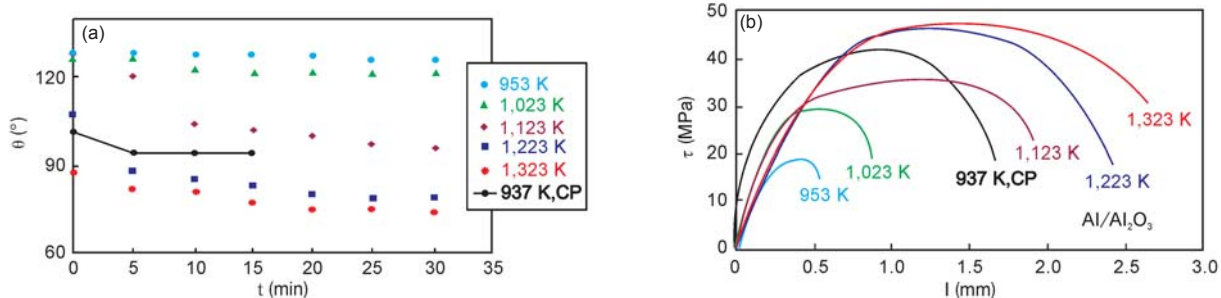 (a)
θ (°)
120
90
60
0
5
10
15
20
25
30
35
t (min)
953 K
1,023 K
1,123 K
1,223 K
1,323 K
937 K,CP
(b)
τ (MPa)
50
40
30
20
10
0
0
0.5
1.0
1.5
2.0
2.5
3.0
l (mm)
1,323 K
1,123 K
1,023 K
937 K,CP
1,223 K
953 K
Al/Al₂O₃